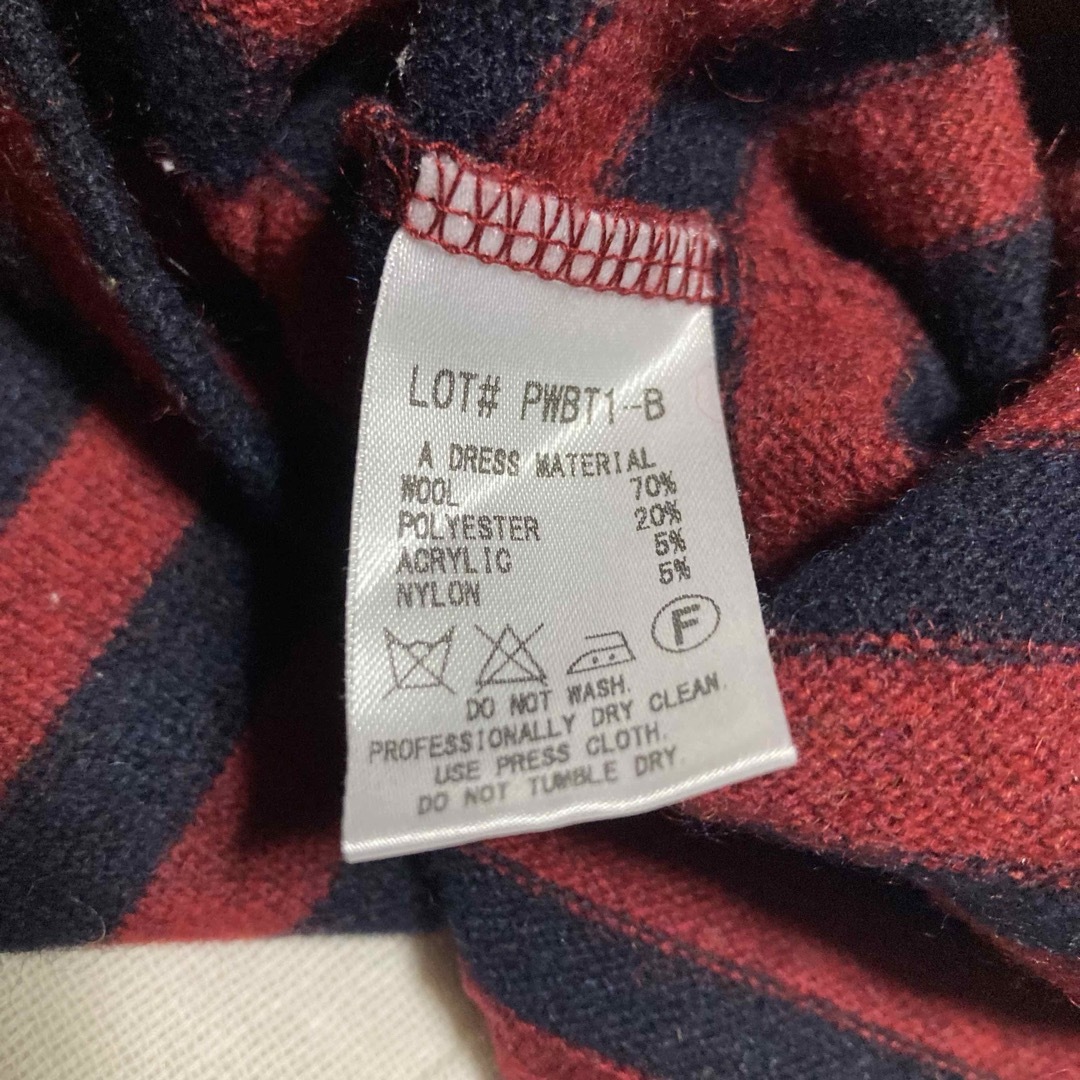 LOT# PWBT1-B
A DRESS MATERIAL
WOOL 70%
POLYESTER 20%
ACRYLIC 5%
NYLON 5%
F
DO NOT WASH.
PROFESSIONALLY DRY CLEAN.
USE PRESS CLOTH.
DO NOT TUMBLE DRY.